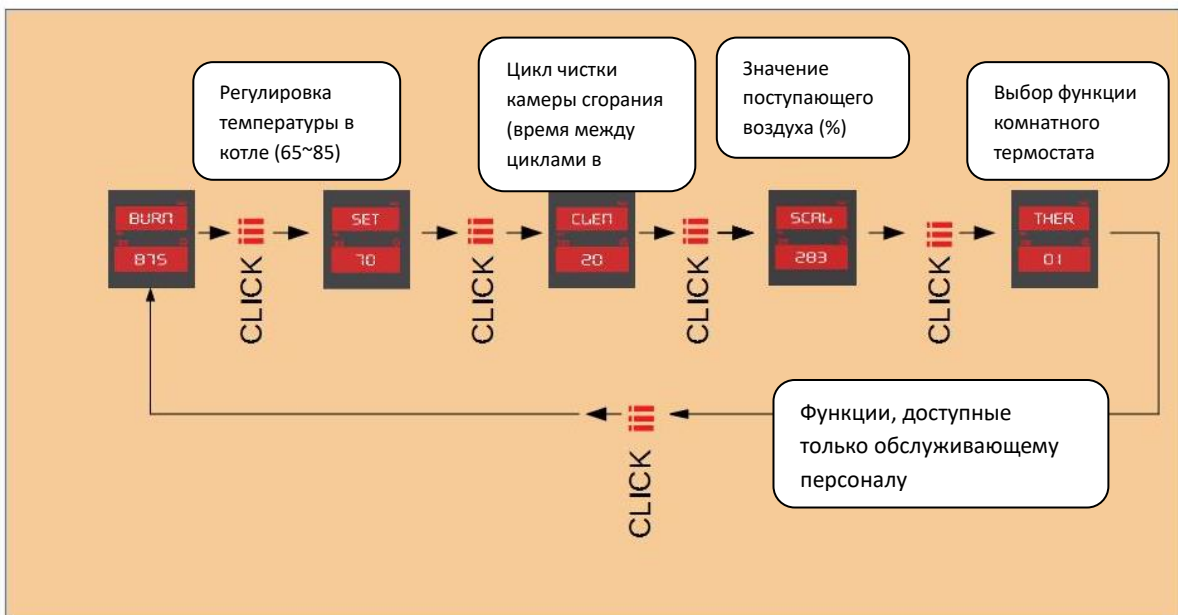 Регулировка
температуры в
котле (65~85)
Цикл чистки
камеры сгорания
(время между
циклами в
Значение
поступающего
воздуха (%)
Выбор функции
комнатного
термостата
BURN
875
CLICK
SET
70
CLICK
CLEN
20
CLICK
SCAL
283
CLICK
THER
01
CLICK
Функции, доступные
только обслуживающему
персоналу